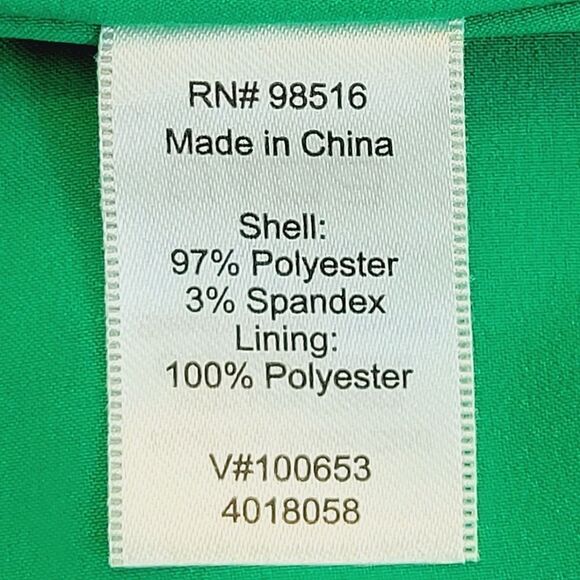 RN# 98516
Made in China
Shell:
97% Polyester
3% Spandex
Lining:
100% Polyester
V#100653
4018058